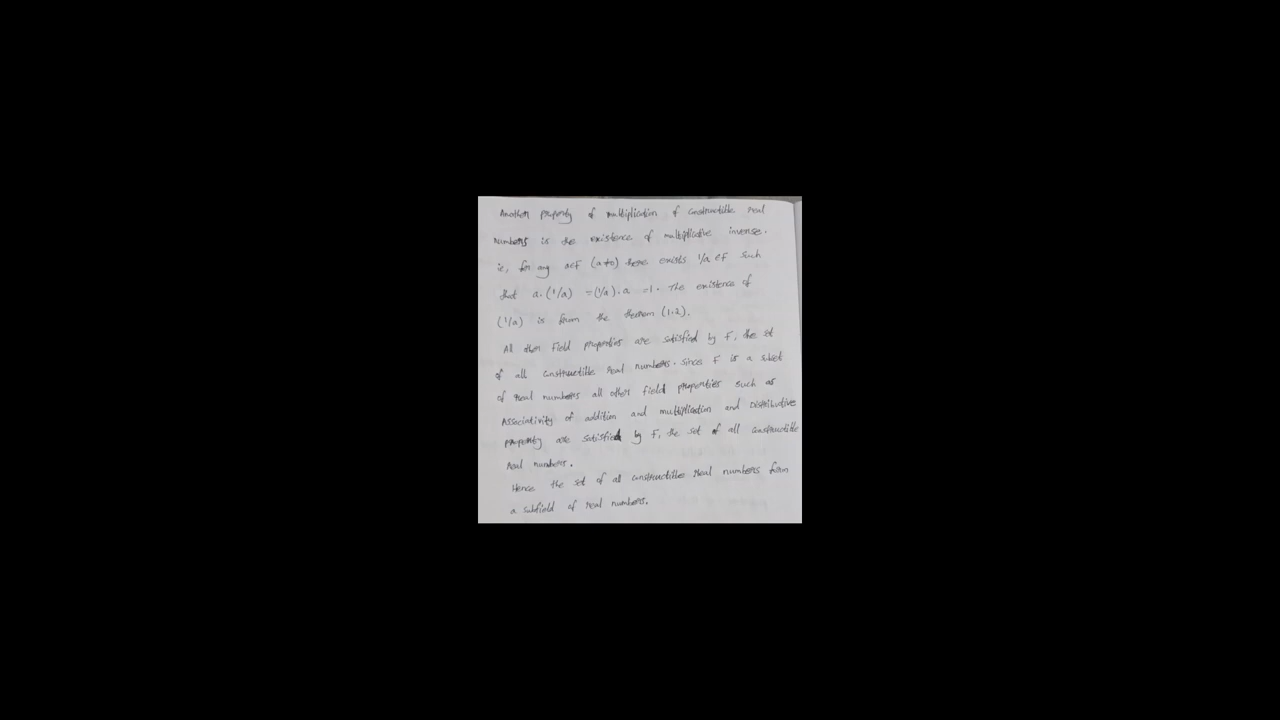 Another property of multiplication of constructible real
numbers is the existence of multiplicative inverse.
ie, for any a∈F (a≠0) there exists 1/a ∈F such
that a.(1/a) =(1/a).a =1. The existence of
(1/a) is from the theorem (1.2).
All other Field properties are satisfied by F, the set
of all constructible real numbers. Since F is a subset
of real numbers all other field properties such as
Associativity of addition and multiplication and Distributive
property are satisfied by F, the set of all constructible
real numbers.
Hence the set of all constructible real numbers form
a subfield of real numbers.